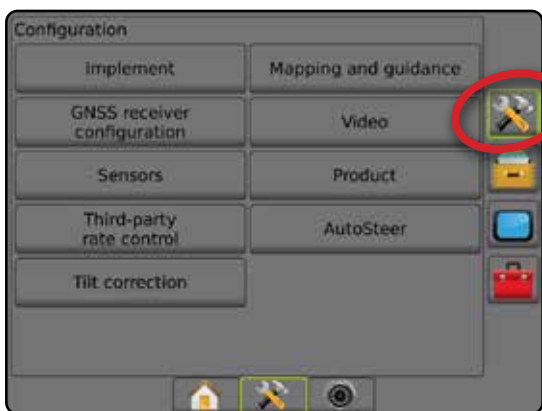 Configuration
Implement
Mapping and guidance
GNSS receiver
configuration
Video
Sensors
Product
Third-party
rate control
AutoSteer
Tilt correction